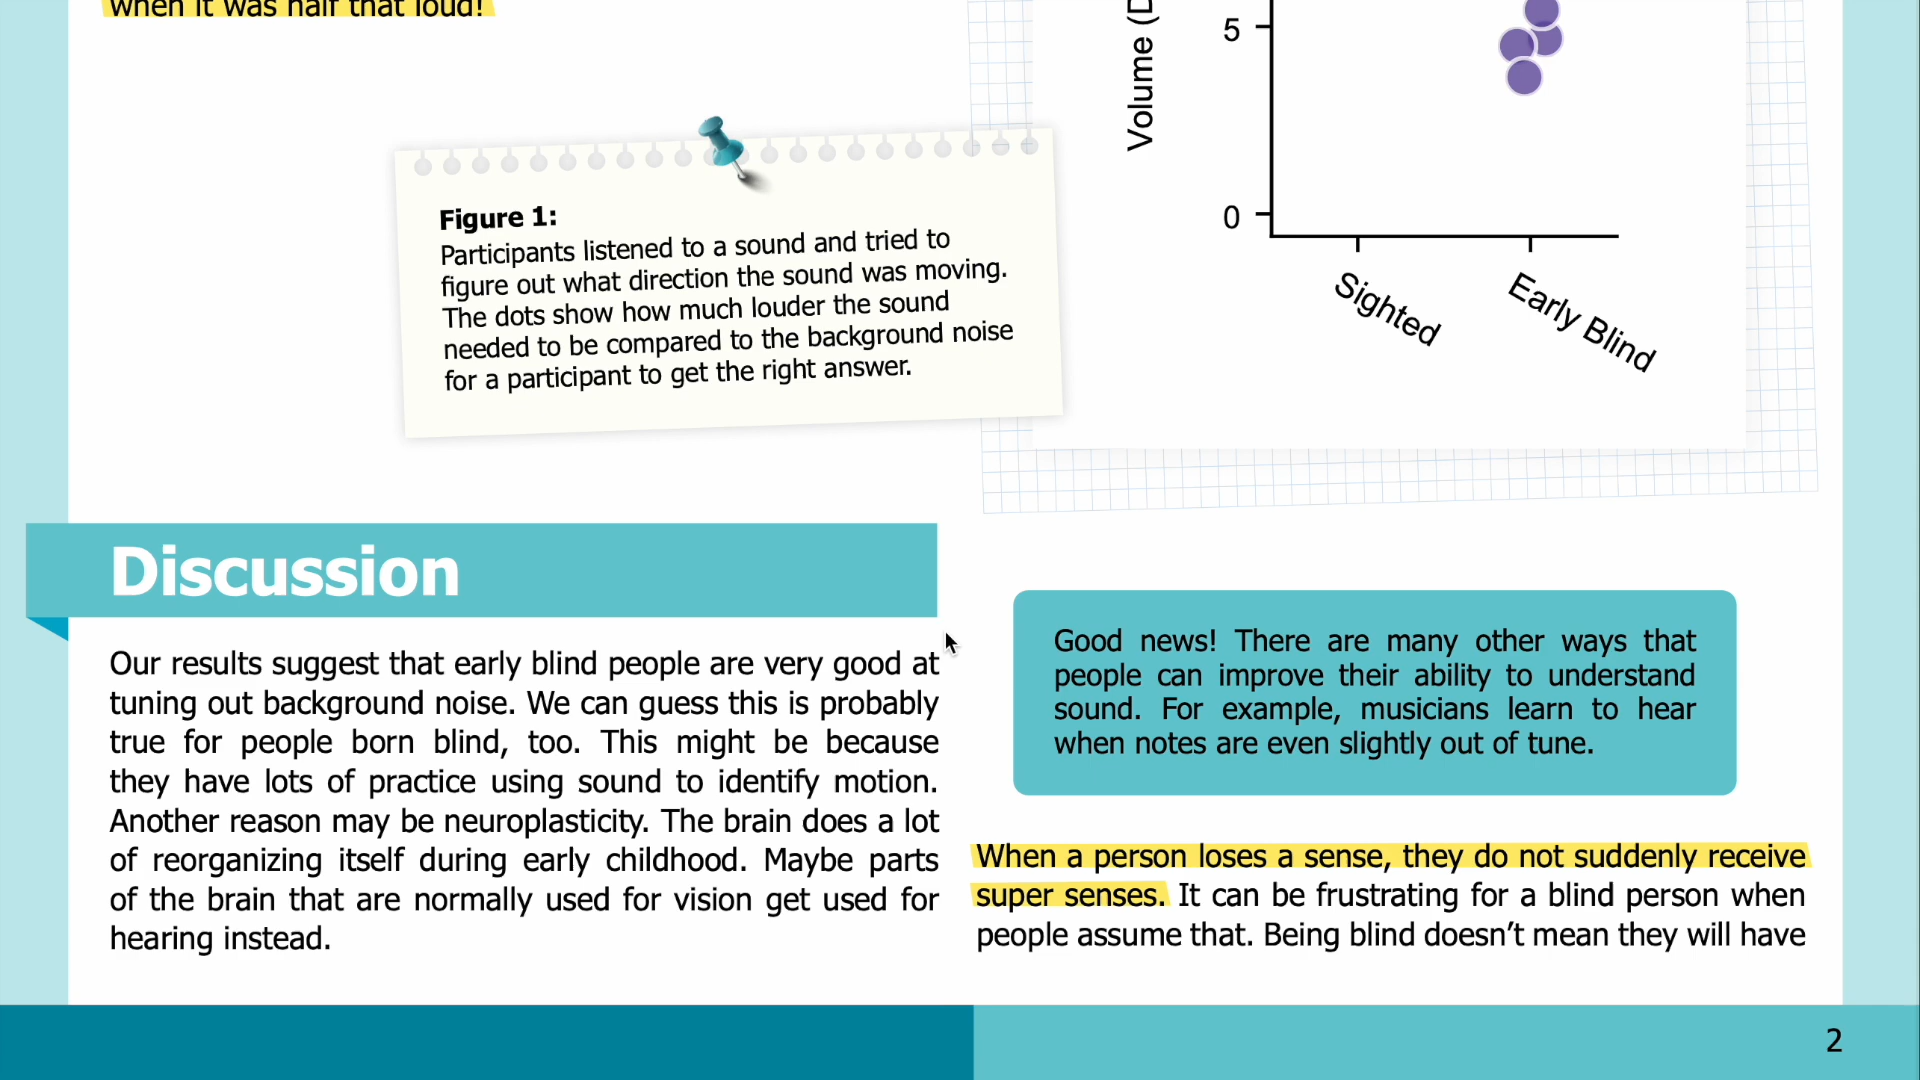 when it was half that loud!
Volume (D
5
0
Sighted
Early Blind
Figure 1:
Participants listened to a sound and tried to
figure out what direction the sound was moving.
The dots show how much louder the sound
needed to be compared to the background noise
for a participant to get the right answer.
Discussion
Our results suggest that early blind people are very good at
tuning out background noise. We can guess this is probably
true for people born blind, too. This might be because
they have lots of practice using sound to identify motion.
Another reason may be neuroplasticity. The brain does a lot
of reorganizing itself during early childhood. Maybe parts
of the brain that are normally used for vision get used for
hearing instead.
Good news! There are many other ways that
people can improve their ability to understand
sound. For example, musicians learn to hear
when notes are even slightly out of tune.
When a person loses a sense, they do not suddenly receive
super senses. It can be frustrating for a blind person when
people assume that. Being blind doesn’t mean they will have
2